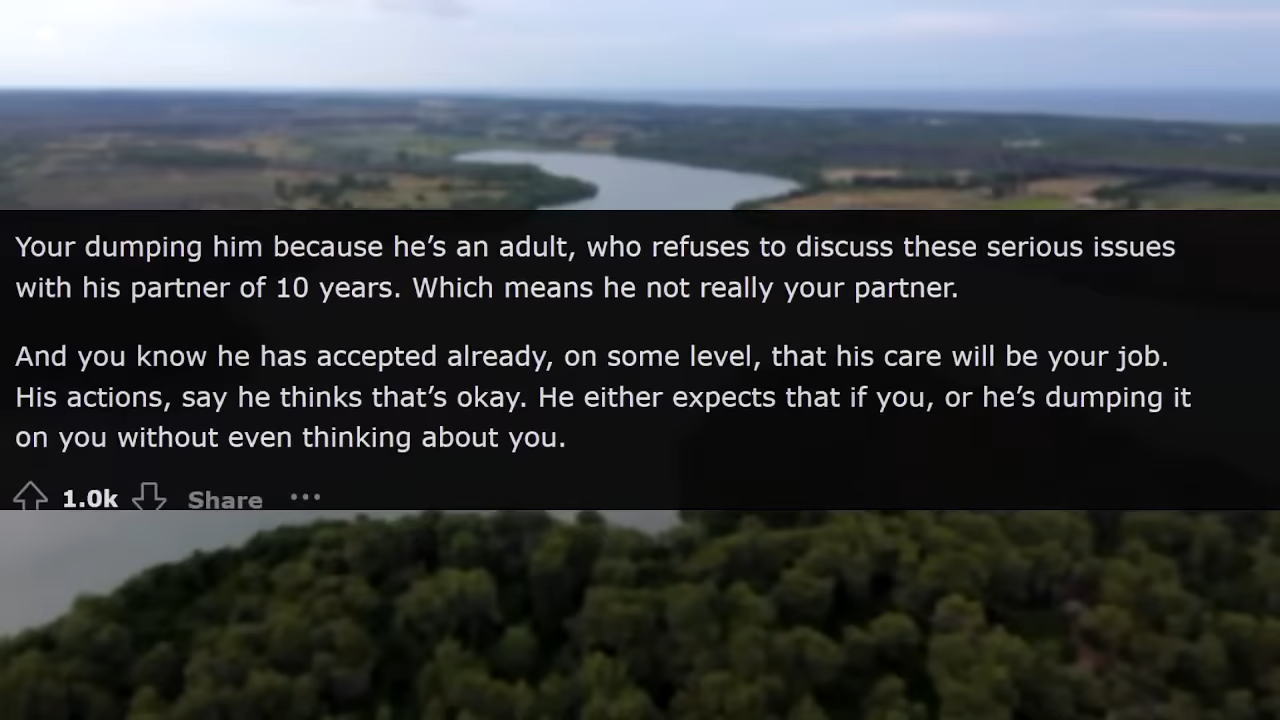 Your dumping him because he’s an adult, who refuses to discuss these serious issues
with his partner of 10 years. Which means he not really your partner.
And you know he has accepted already, on some level, that his care will be your job.
His actions, say he thinks that’s okay. He either expects that if you, or he’s dumping it
on you without even thinking about you.
1.0k Share